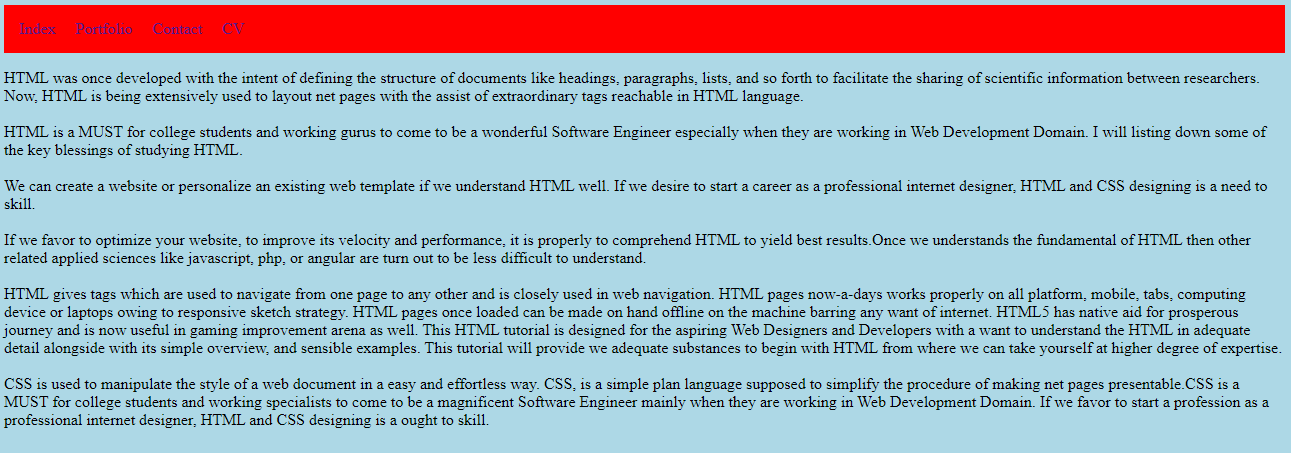 Index Portfolio Contact CV
HTML was once developed with the intent of defining the structure of documents like headings, paragraphs, lists, and so forth to facilitate the sharing of scientific information between researchers.
Now, HTML is being extensively used to layout net pages with the assist of extraordinary tags reachable in HTML language.
HTML is a MUST for college students and working gurus to come to be a wonderful Software Engineer especially when they are working in Web Development Domain. I will listing down some of
the key blessings of studying HTML.
We can create a website or personalize an existing web template if we understand HTML well. If we desire to start a career as a professional internet designer, HTML and CSS designing is a need to
skill.
If we favor to optimize your website, to improve its velocity and performance, it is properly to comprehend HTML to yield best results.Once we understands the fundamental of HTML then other
related applied sciences like javascript, php, or angular are turn out to be less difficult to understand.
HTML gives tags which are used to navigate from one page to any other and is closely used in web navigation. HTML pages now-a-days works properly on all platform, mobile, tabs, computing
device or laptops owing to responsive sketch strategy. HTML pages once loaded can be made on hand offline on the machine barring any want of internet. HTML5 has native aid for prosperous
journey and is now useful in gaming improvement arena as well. This HTML tutorial is designed for the aspiring Web Designers and Developers with a want to understand the HTML in adequate
detail alongside with its simple overview, and sensible examples. This tutorial will provide we adequate substances to begin with HTML from where we can take yourself at higher degree of expertise.
CSS is used to manipulate the style of a web document in a easy and effortless way. CSS, is a simple plan language supposed to simplify the procedure of making net pages presentable.CSS is a
MUST for college students and working specialists to come to be a magnificent Software Engineer mainly when they are working in Web Development Domain. If we favor to start a profession as a
professional internet designer, HTML and CSS designing is a ought to skill.